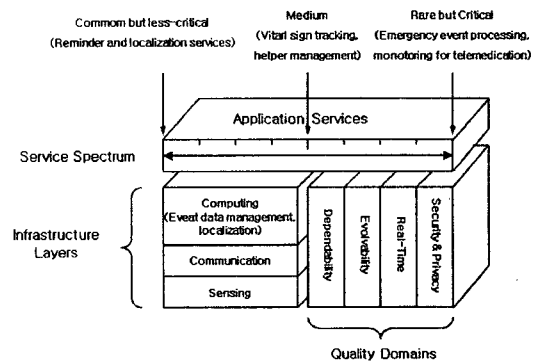 Commom but less-critical
(Reminder and localization services)
Medium
(Vitarl sign tracking,
helper management)
Rare but Critical
(Emergency event processing,
monotoring for telemedication)
Application Services
Service Spectrum
Infrastructure
Layers
Computing
(Eveat data management,
localization)
Communication
Sensing
Dependability
Evolvability
Real-Time
Security & Privacy
Quality Domains